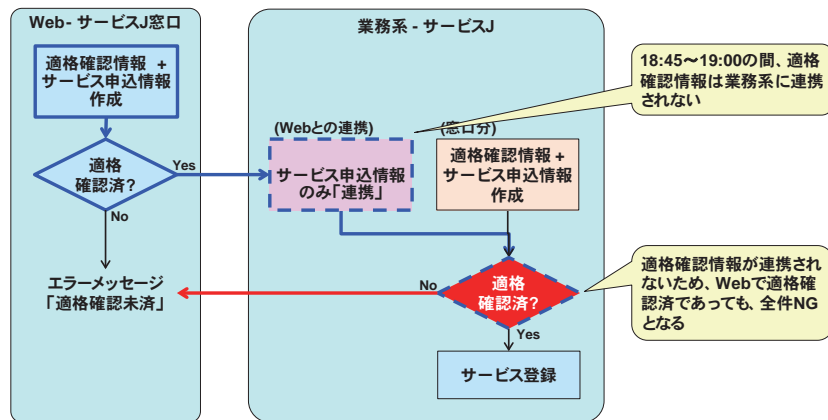 Web- サービスJ窓口
適格確認情報 +
サービス申込情報
作成
適格
確認済?
Yes
No
エラーメッセージ
「適格確認未済」
業務系 - サービスJ
(Webとの連携)
サービス申込情報
のみ「連携」
(窓口分)
適格確認情報 +
サービス申込情報
作成
適格
確認済?
No
Yes
サービス登録
18:45～19:00の間、適格
確認情報は業務系に連携
されない
適格確認情報が連携され
ないため、Webで適格確
認済であっても、全件NG
となる